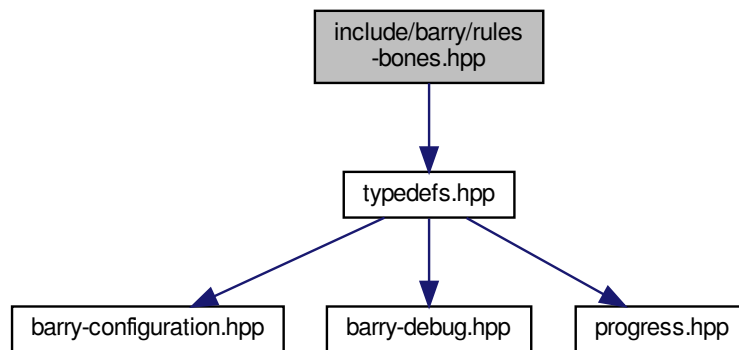 include/barry/rules
-bones.hpp
typedefs.hpp
barry-configuration.hpp
barry-debug.hpp
progress.hpp